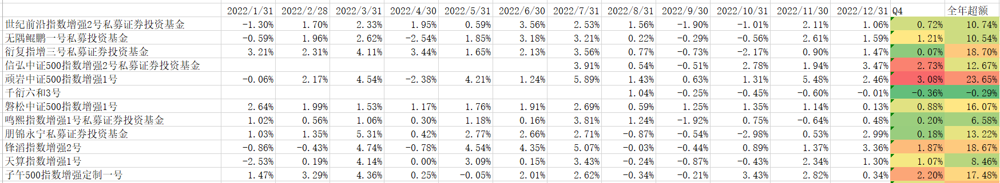 2022/1/31 2022/2/28 2022/3/31 2022/4/30 2022/5/31 2022/6/30 2022/7/31 2022/8/31 2022/9/30 2022/10/31 2022/11/30 2022/12/31 Q4 全年超额
世纪前沿指数增强2号私募证券投资基金 -1.30% 1.70% 2.33% 1.95% 0.59% 3.56% 2.53% 1.56% -1.90% -1.01% 2.11% 1.06% 0.72% 10.74%
无隅鲲鹏一号私募投资基金 -0.59% 1.96% 2.62% -2.54% 1.85% 3.18% 3.21% 0.22% -0.29% -0.56% 2.61% 1.59% 1.21% 10.54%
衍复指增三号私募证券投资基金 3.21% 2.31% 4.11% 3.44% 1.65% 2.13% 3.56% 0.77% -0.73% -2.17% 0.90% 1.47% 0.07% 18.70%
信弘中证500指数增强2号私募证券投资基金 3.91% 0.54% -0.51% 2.78% 1.94% 3.47% 2.73% 12.67%
顽岩中证500指数增强1号 -0.06% 2.17% 4.54% -2.38% 4.21% 1.24% 5.89% 1.43% 0.63% 1.31% 5.48% 2.46% 3.08% 23.65%
千衍六和3号 1.04% -0.25% -0.45% -0.60% -0.01% -0.36% -0.29%
磐松中证500指数增强1号 2.64% 1.99% 1.53% 1.17% 1.76% 1.91% 2.69% 0.59% 1.25% 1.35% 1.14% 0.13% 0.88% 16.07%
鸣熙指数增强1号私募证券投资基金 1.02% 0.56% 1.06% 0.30% 1.18% 0.16% 3.81% 1.24% -1.92% 0.75% -0.64% 0.48% 0.20% 6.58%
朋锦永宁私募证券投资基金 1.03% 1.35% 5.31% 0.42% 2.77% 2.66% 2.71% -0.87% -0.54% -2.98% 0.53% 2.99% 0.18% 13.22%
锋滔指数增强2号 -0.86% -0.43% 4.74% -0.78% 4.54% 4.35% 5.07% -0.03% -0.44% 0.89% 1.37% 3.36% 1.87% 18.67%
天算指数增强1号 -2.53% 0.19% 4.14% 0.00% 3.09% 0.15% 3.43% -0.24% -0.87% -0.43% 2.34% 1.30% 1.07% 8.46%
子午500指数增强定制一号 1.47% 3.29% 4.36% 0.25% -0.05% 2.01% 2.62% -0.34% -0.21% 3.43% 2.82% 0.34% 2.20% 17.48%